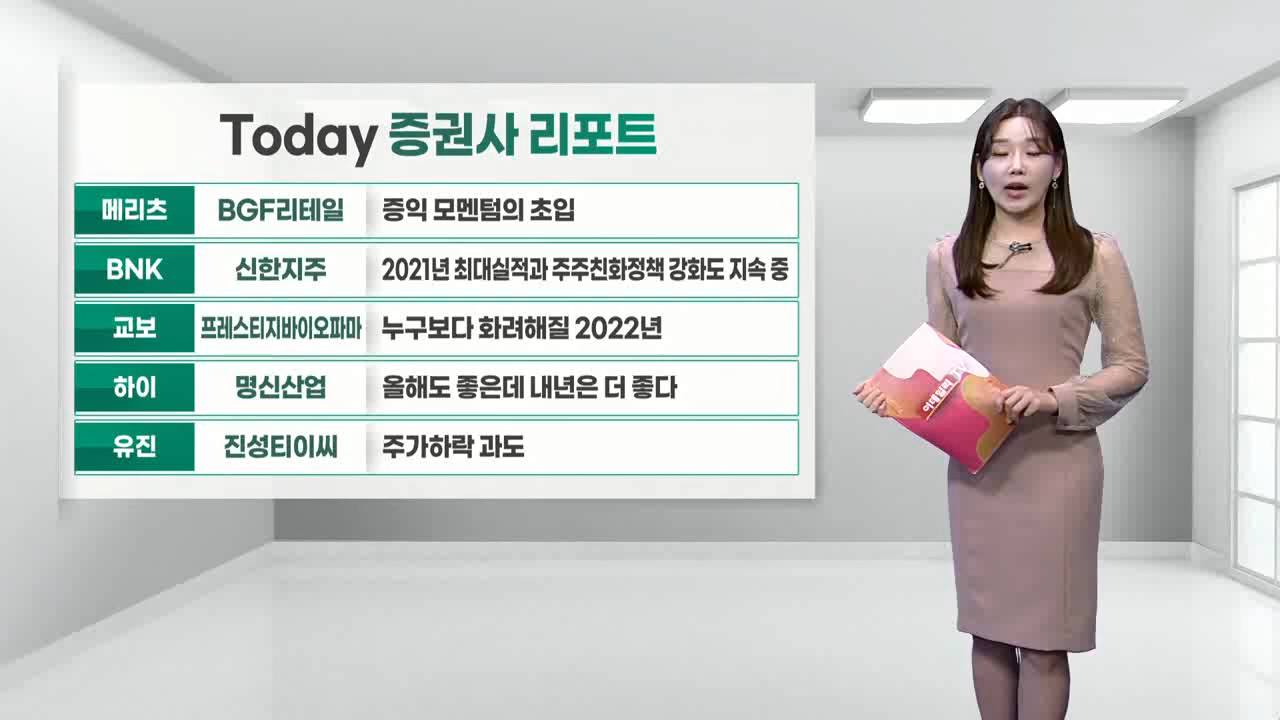 Today 증권사 리포트
메리츠 BGF리테일 증익 모멘텀의 초입
BNK 신한지주 2021년 최대실적과 주주친화정책 강화도 지속 중
교보 프레스티지바이오파마 누구보다 화려해질 2022년
하이 명신산업 올해도 좋은데 내년은 더 좋다
유진 진성티이씨 주가하락 과도
이데일리 TV